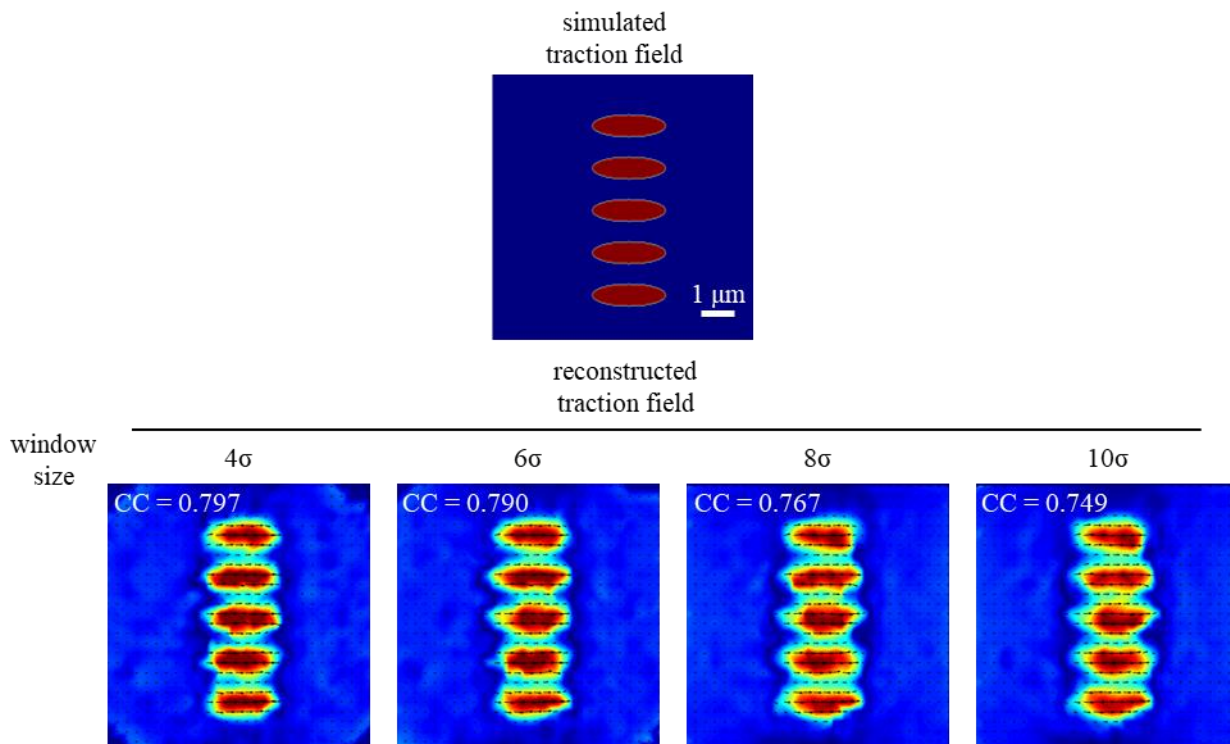 simulated
traction field
1 μm
reconstructed
traction field
window
size
4σ
6σ
8σ
10σ
CC = 0.797
CC = 0.790
CC = 0.767
CC = 0.749